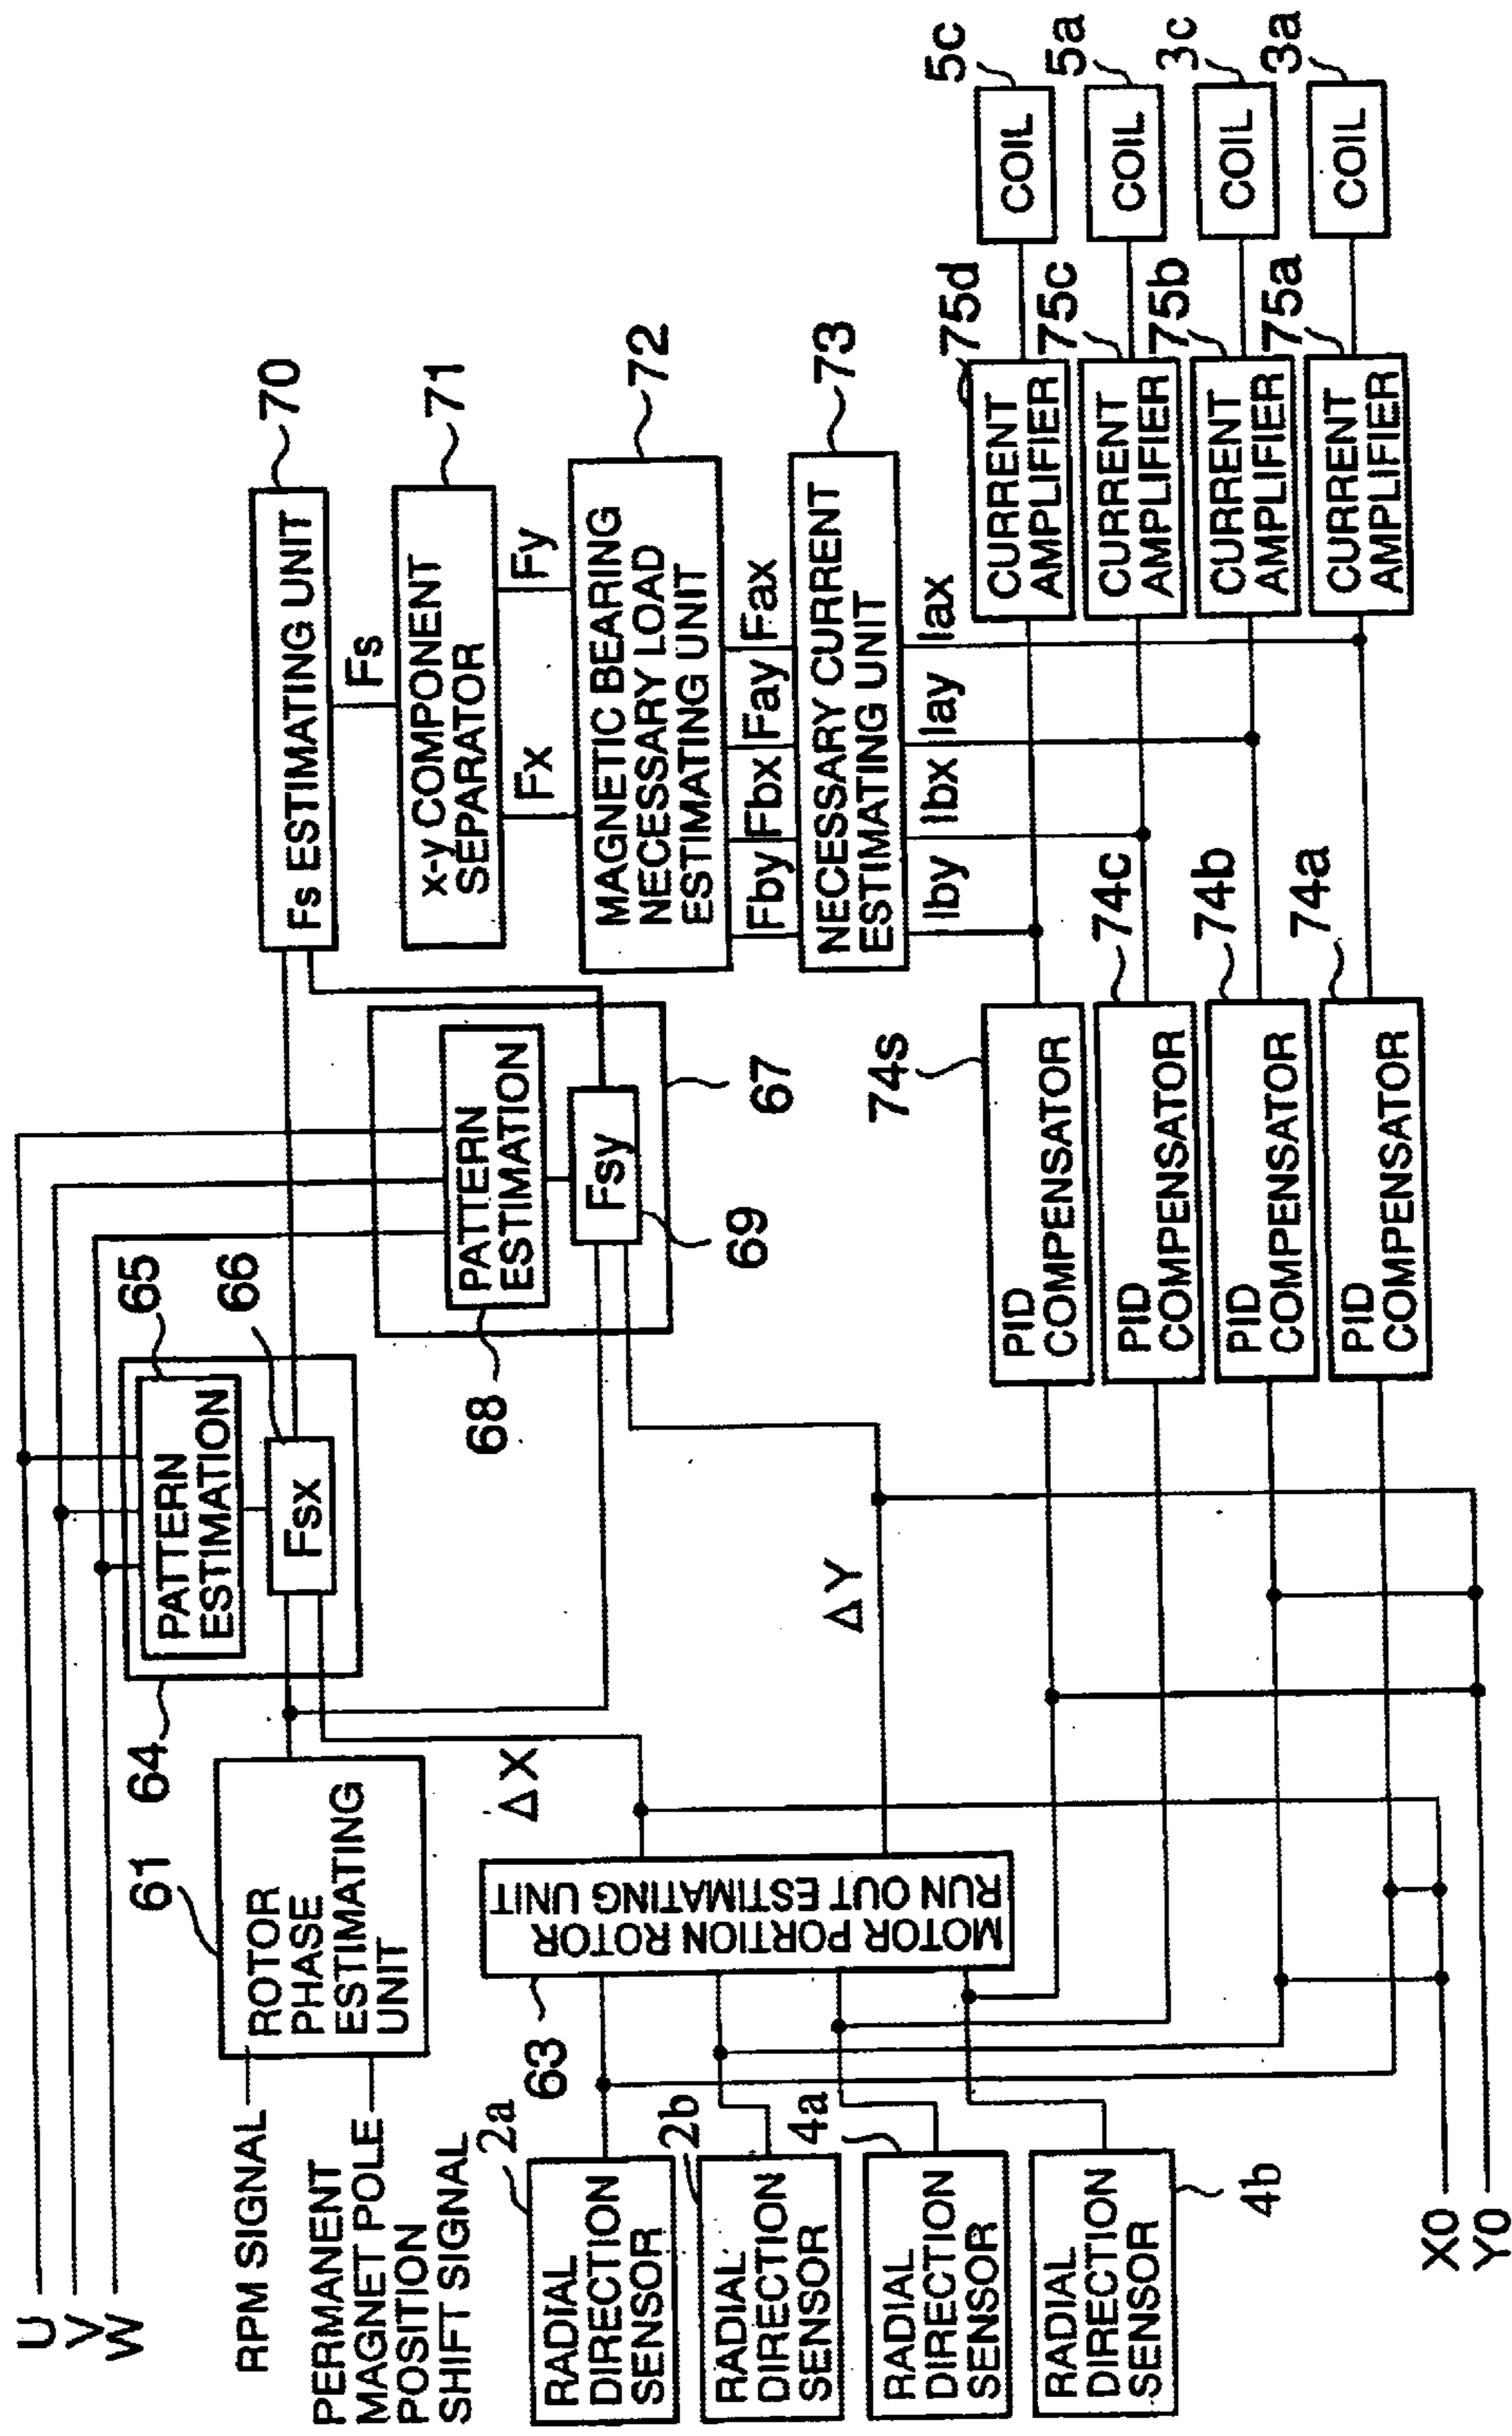 U
V
W
RPM SIGNAL
PERMANENT
MAGNET POLE
POSITION
SHIFT SIGNAL
61
ROTOR
PHASE
ESTIMATING
UNIT
64
65
PATTERN
ESTIMATION
66
Fsx
67
PATTERN
ESTIMATION
68
Fsy
69
70
Fs ESTIMATING UNIT
Fs
71
x-y COMPONENT
SEPARATOR
Fx
Fy
72
MAGNETIC BEARING
NECESSARY LOAD
ESTIMATING UNIT
Fby
Fbx
Fay
Fax
73
NECESSARY CURRENT
ESTIMATING UNIT
Iby
Ibx
Iay
Iax
2a
RADIAL
DIRECTION
SENSOR
2b
RADIAL
DIRECTION
SENSOR
4a
RADIAL
DIRECTION
SENSOR
4b
RADIAL
DIRECTION
SENSOR
63
MOTOR PORTION ROTOR
RUN OUT ESTIMATING UNIT
ΔX
ΔY
X0
Y0
74s
PID
COMPENSATOR
74c
PID
COMPENSATOR
74b
PID
COMPENSATOR
74a
PID
COMPENSATOR
75d
CURRENT
AMPLIFIER
75c
CURRENT
AMPLIFIER
75b
CURRENT
AMPLIFIER
75a
CURRENT
AMPLIFIER
5c
COIL
5a
COIL
3c
COIL
3a
COIL